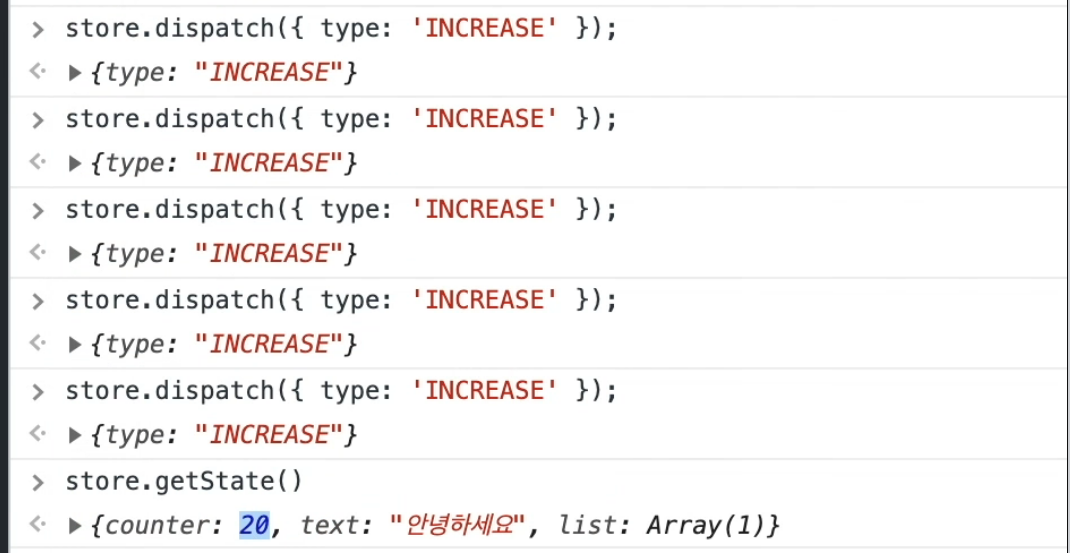 > store.dispatch({ type: 'INCREASE' });
<· ▶ {type: "INCREASE"}
> store.dispatch({ type: 'INCREASE' });
<· ▶ {type: "INCREASE"}
> store.dispatch({ type: 'INCREASE' });
<· ▶ {type: "INCREASE"}
> store.dispatch({ type: 'INCREASE' });
<· ▶ {type: "INCREASE"}
> store.dispatch({ type: 'INCREASE' });
<· ▶ {type: "INCREASE"}
> store.getState()
<· ▶ {counter: 20, text: "안녕하세요", list: Array(1)}